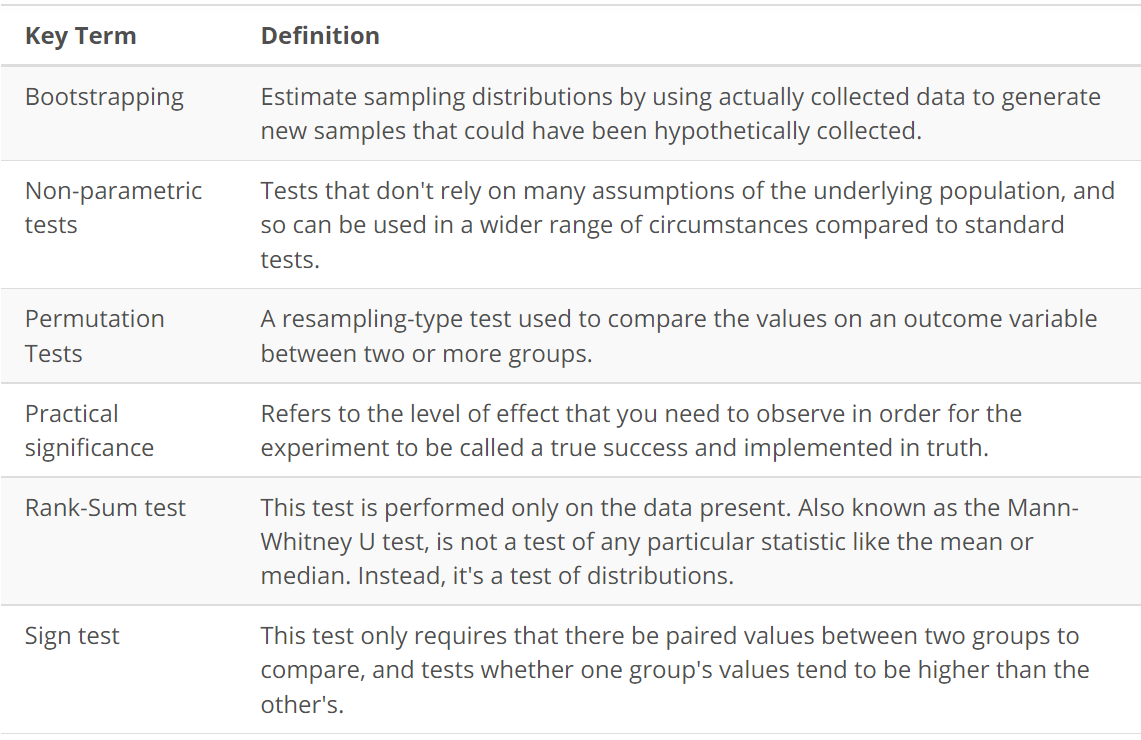 Key Term Definition
Bootstrapping Estimate sampling distributions by using actually collected data to generate
new samples that could have been hypothetically collected.
Non-parametric Tests that don't rely on many assumptions of the underlying population, and
tests so can be used in a wider range of circumstances compared to standard
tests.
Permutation A resampling-type test used to compare the values on an outcome variable
Tests between two or more groups.
Practical Refers to the level of effect that you need to observe in order for the
significance experiment to be called a true success and implemented in truth.
Rank-Sum test This test is performed only on the data present. Also known as the Mann-
Whitney U test, is not a test of any particular statistic like the mean or
median. Instead, it's a test of distributions.
Sign test This test only requires that there be paired values between two groups to
compare, and tests whether one group's values tend to be higher than the
other's.